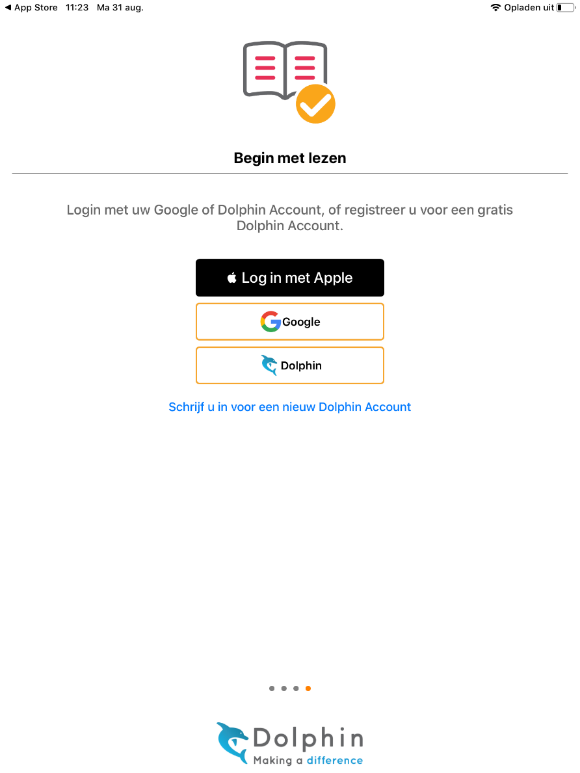 App Store 11:23 Ma 31 aug. Opladen uit
Begin met lezen
Login met uw Google of Dolphin Account, of registreer u voor een gratis
Dolphin Account.
Log in met Apple
Google
Dolphin
Schrijf u in voor een nieuw Dolphin Account
Dolphin
Making a difference